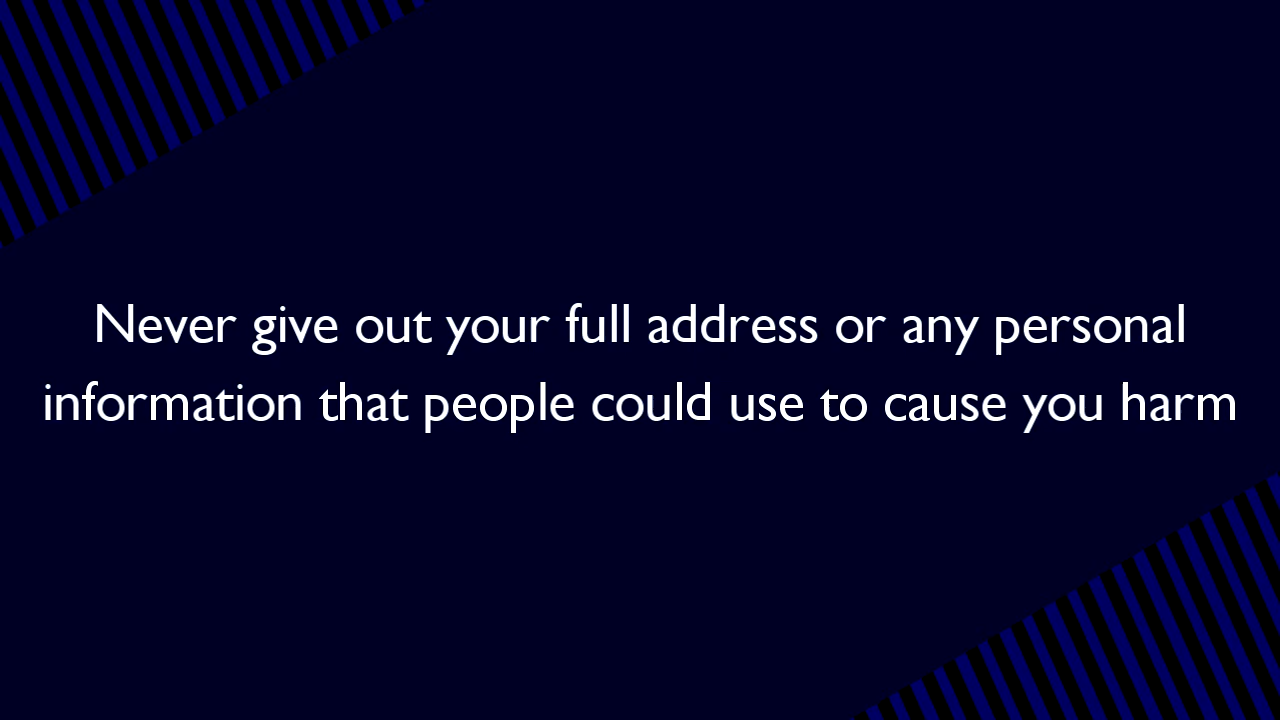 Never give out your full address or any personal
information that people could use to cause you harm